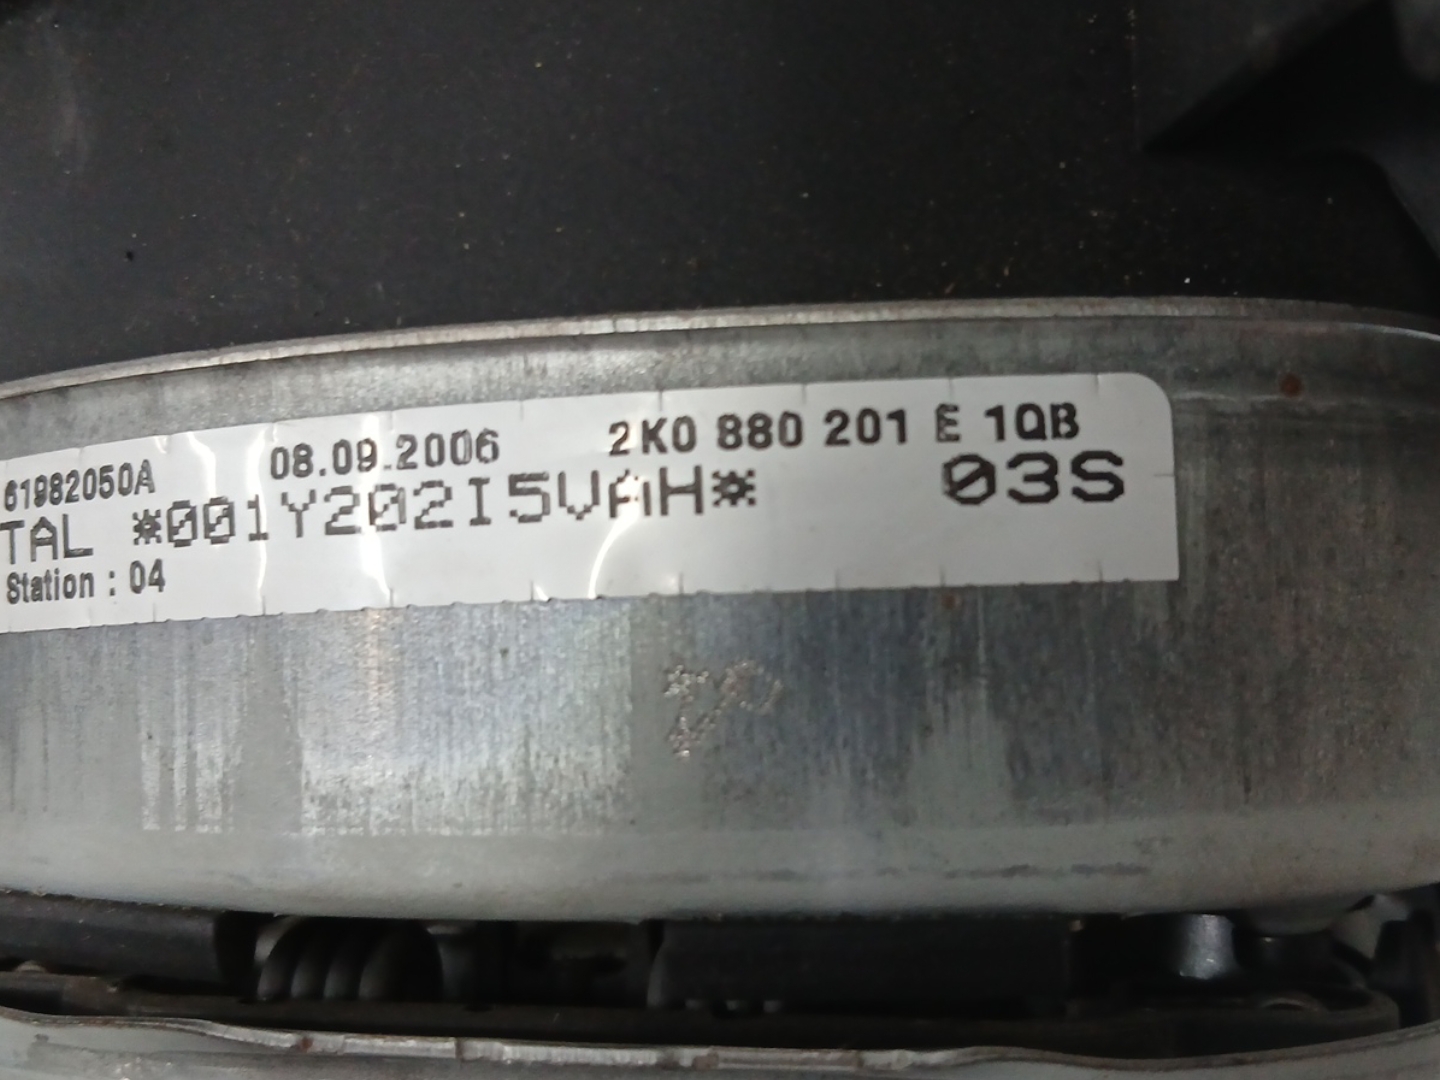 61982050A 08.09.2006 2K0 880 201 E 1QB
TAL *001Y202I5VAH* 03S
Station : 04